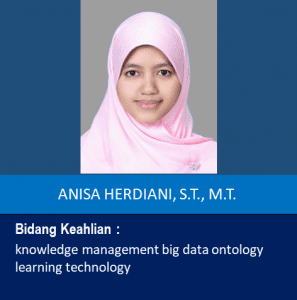 ANISA HERDIANI, S.T., M.T.
Bidang Keahlian :
knowledge management big data ontology
learning technology